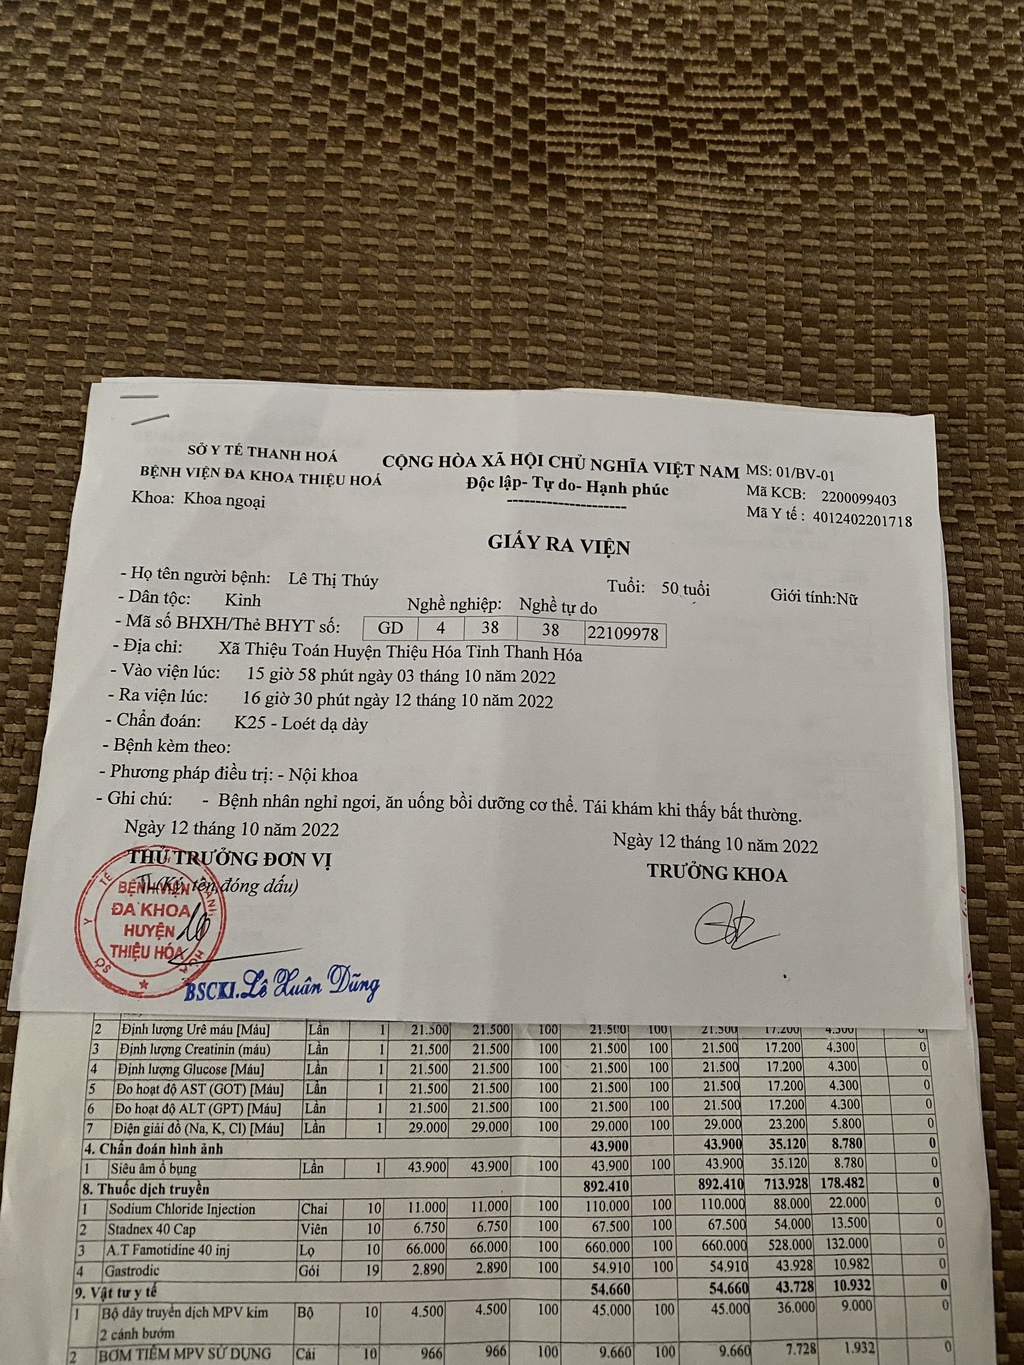 SỞ Y TẾ THANH HOÁ
BỆNH VIỆN ĐA KHOA THIỆU HOÁ
Khoa: Khoa ngoại
CỘNG HÒA XÃ HỘI CHỦ NGHĨA VIỆT NAM
Độc lập- Tự do- Hạnh phúc
---------------------
MS: 01/BV-01
Mã KCB: 2200099403
Mã Y tế : 4012402201718
GIẤY RA VIỆN
- Họ tên người bệnh: Lê Thị Thúy Tuổi: 50 tuổi Giới tính:Nữ
- Dân tộc: Kinh Nghề nghiệp: Nghề tự do
- Mã số BHXH/Thẻ BHYT số: GD 4 38 38 22109978
- Địa chỉ: Xã Thiệu Toán Huyện Thiệu Hóa Tỉnh Thanh Hóa
- Vào viện lúc: 15 giờ 58 phút ngày 03 tháng 10 năm 2022
- Ra viện lúc: 16 giờ 30 phút ngày 12 tháng 10 năm 2022
- Chẩn đoán: K25 - Loét dạ dày
- Bệnh kèm theo:
- Phương pháp điều trị: - Nội khoa
- Ghi chú: - Bệnh nhân nghỉ ngơi, ăn uống bồi dưỡng cơ thể. Tái khám khi thấy bất thường.
Ngày 12 tháng 10 năm 2022
THỦ TRƯỞNG ĐƠN VỊ
(Ký tên đóng dấu)
BỆNH VIỆN
ĐA KHOA
HUYỆN
THIỆU HÓA
BSCKI. Lê Xuân Dũng
Ngày 12 tháng 10 năm 2022
TRƯỞNG KHOA
2 Định lượng Urê máu [Máu] Lần 1 21.500 21.500 100 21.500 100 21.500 17.200 4.300 0
3 Định lượng Creatinin (máu) Lần 1 21.500 21.500 100 21.500 100 21.500 17.200 4.300 0
4 Định lượng Glucose [Máu] Lần 1 21.500 21.500 100 21.500 100 21.500 17.200 4.300 0
5 Đo hoạt độ AST (GOT) [Máu] Lần 1 21.500 21.500 100 21.500 100 21.500 17.200 4.300 0
6 Đo hoạt độ ALT (GPT) [Máu] Lần 1 21.500 21.500 100 21.500 100 21.500 17.200 4.300 0
7 Điện giải đồ (Na, K, Cl) [Máu] Lần 1 29.000 29.000 100 29.000 100 29.000 23.200 5.800 0
4. Chẩn đoán hình ảnh 43.900 43.900 35.120 8.780 0
1 Siêu âm ổ bụng Lần 1 43.900 43.900 100 43.900 100 43.900 35.120 8.780 0
8. Thuốc dịch truyền 892.410 892.410 713.928 178.482 0
1 Sodium Chloride Injection Chai 10 11.000 11.000 100 110.000 100 110.000 88.000 22.000 0
2 Stadnex 40 Cap Viên 10 6.750 6.750 100 67.500 100 67.500 54.000 13.500 0
3 A.T Famotidine 40 inj Lọ 10 66.000 66.000 100 660.000 100 660.000 528.000 132.000 0
4 Gastrodic Gói 19 2.890 2.890 100 54.910 100 54.910 43.928 10.982 0
9. Vật tư y tế 54.660 54.660 43.728 10.932 0
1 Bộ dây truyền dịch MPV kim 2 cánh bướm Bộ 10 4.500 4.500 100 45.000 100 45.000 36.000 9.000 0
2 BƠM TIÊM MPV SỬ DỤNG Cái 10 966 966 100 9.660 100 9.660 7.728 1.932 0